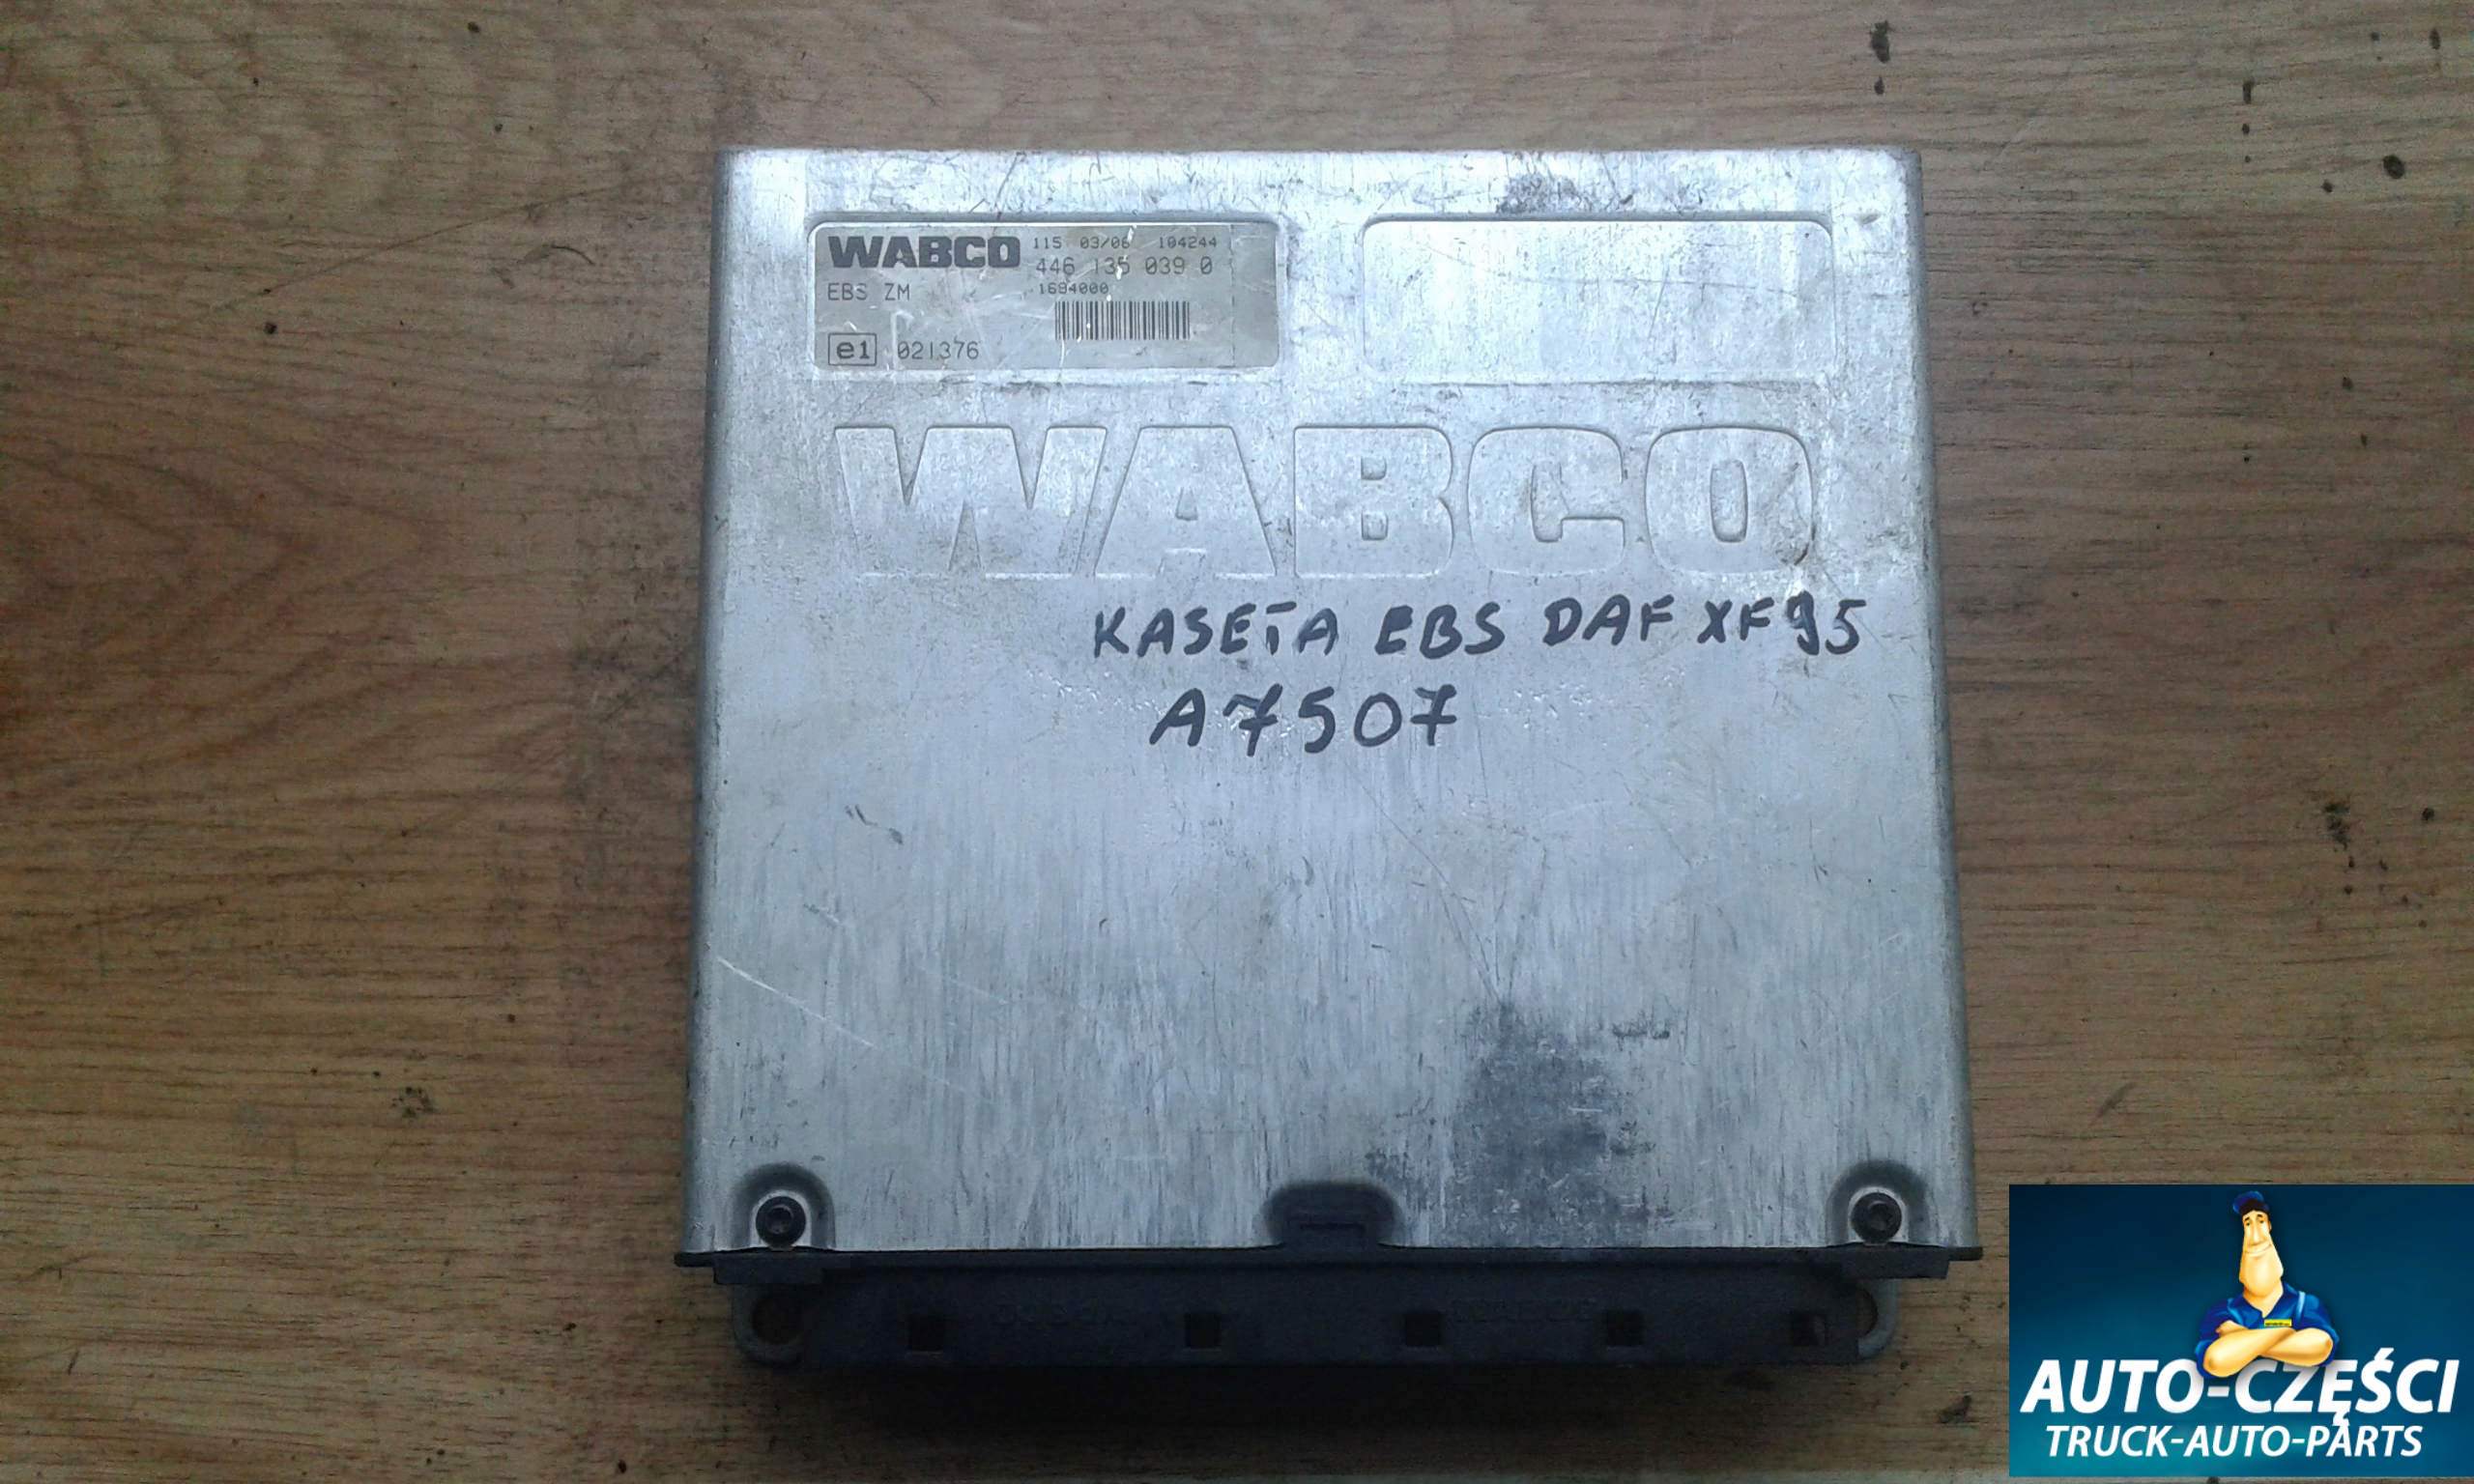 WABCO 115 03/06 104244
446 135 039 0
EBS ZM 1694000
e1 021376
WABCO
KASETA EBS DAF XF95
A7507
AUTO-CZĘŚCI
TRUCK-AUTO-PARTS